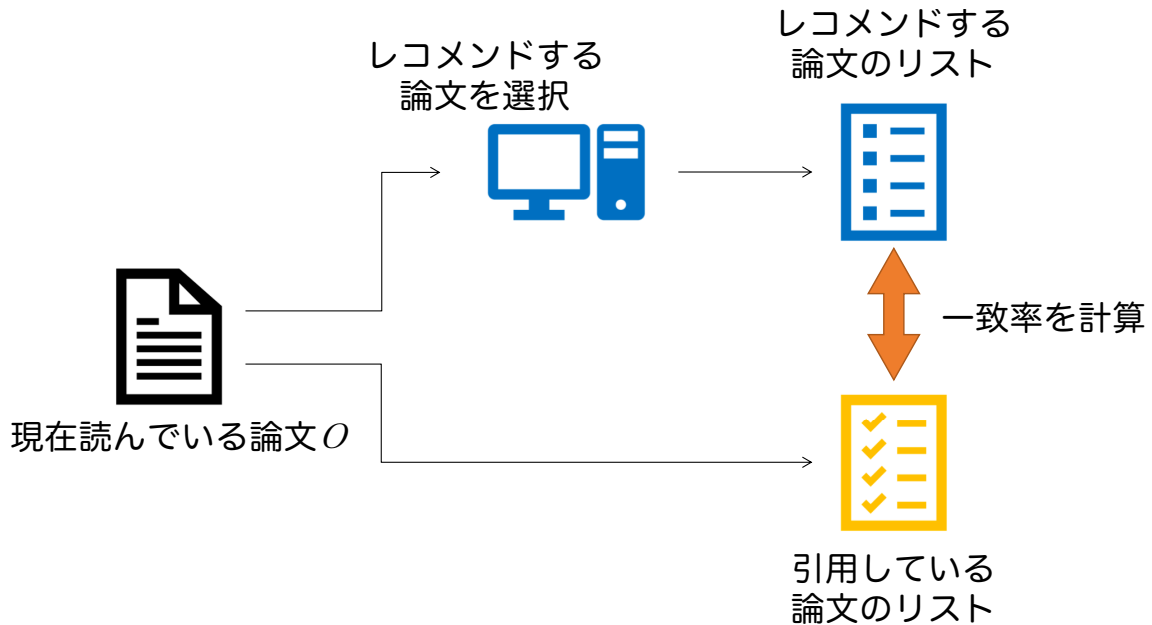 レコメンドする
論文を選択
レコメンドする
論文のリスト
一致率を計算
現在読んでいる論文O
引用している
論文のリスト